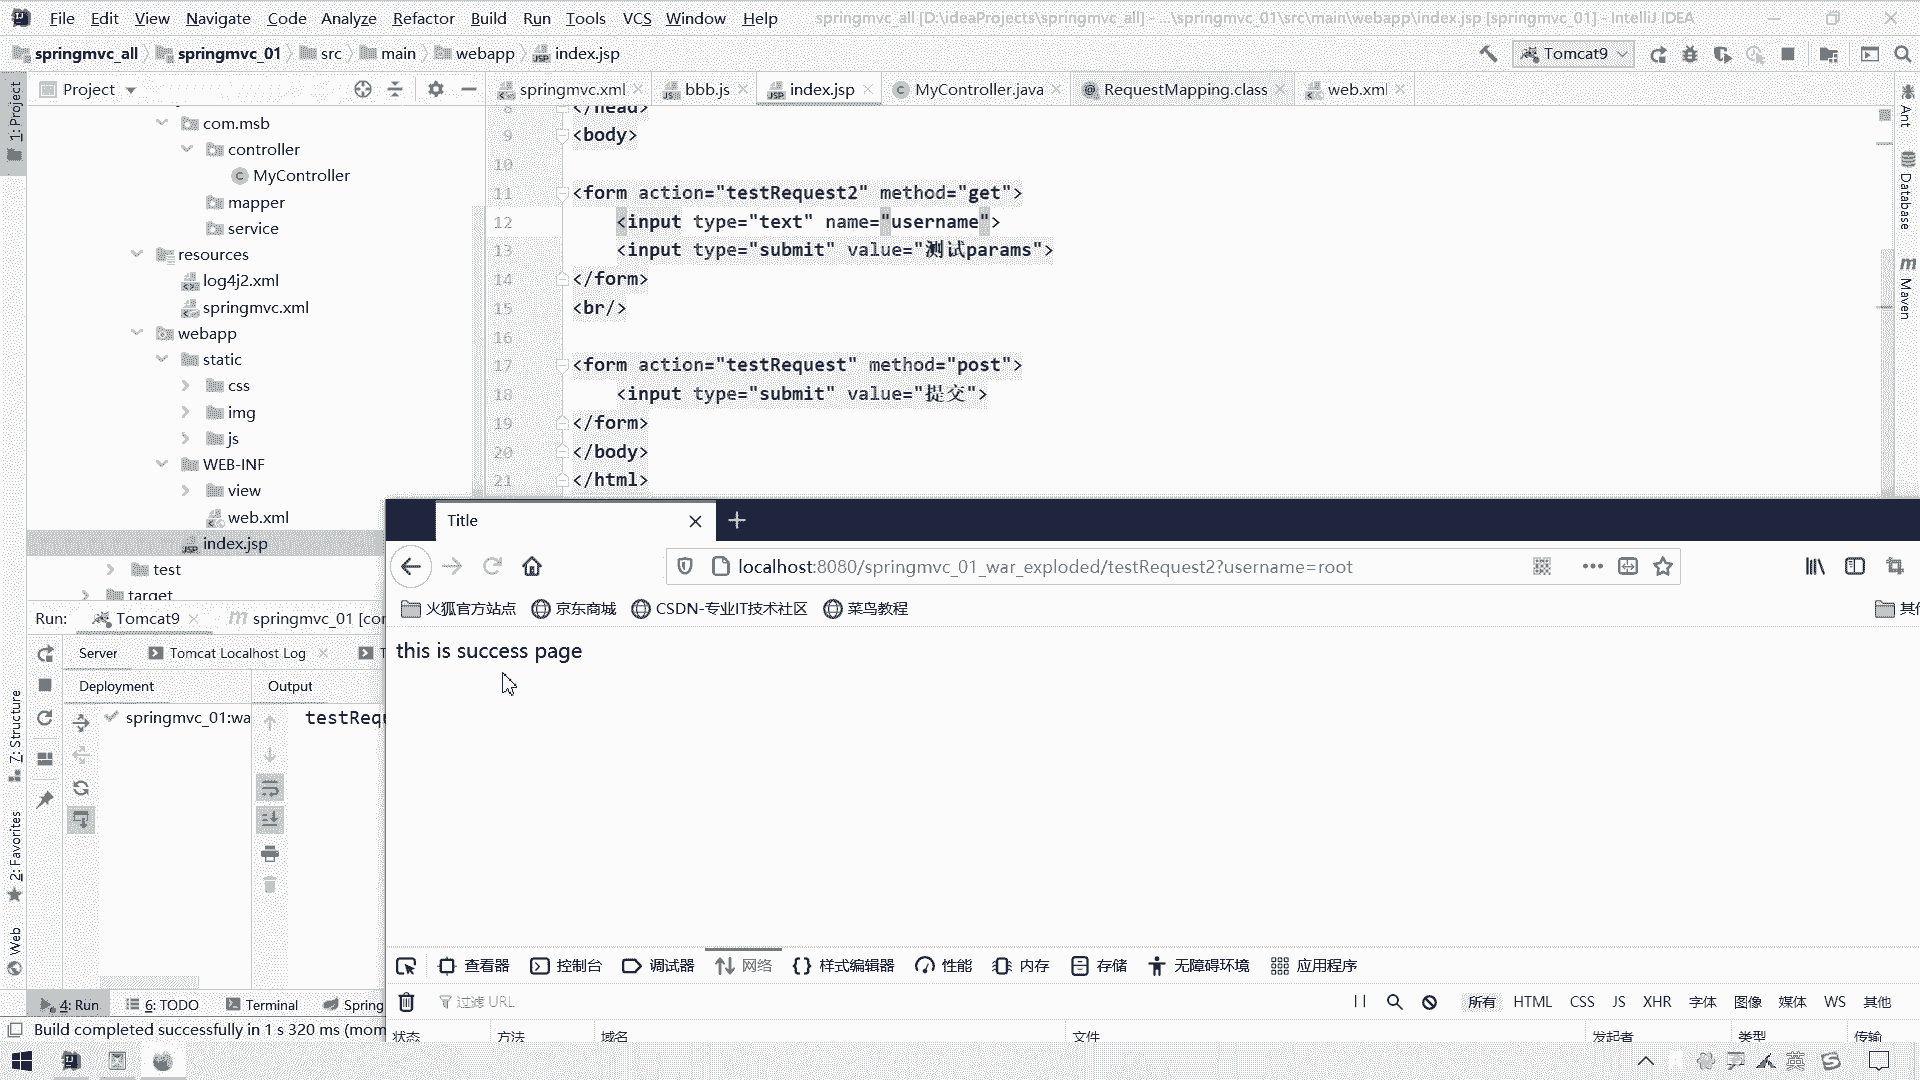 File Edit View Navigate Code Analyze Refactor Build Run Tools VCS Window Help springmvc_all [D:\ideaProjects\springmvc_all] - ...\springmvc_01\src\main\webapp\index.jsp [springmvc_01] - IntelliJ IDEA
springmvc_all springmvc_01 src main webapp index.jsp Tomcat9
1: Project
Project
springmvc.xml bbb.js index.jsp MyController.java RequestMapping.class web.xml
com.msb
controller
MyController
mapper
service
resources
log4j2.xml
springmvc.xml
webapp
static
css
img
js
WEB-INF
view
web.xml
index.jsp
test
target
8 </head>
9 <body>
10
11 <form action="testRequest2" method="get">
12 <input type="text" name="username">
13 <input type="submit" value="测试params">
14 </form>
15 <br/>
16
17 <form action="testRequest" method="post">
18 <input type="submit" value="提交">
19 </form>
20 </body>
21 </html>
Ant
Database
Maven
Run: Tomcat9 springmvc_01 [cor
Server Tomcat Localhost Log
Deployment Output
springmvc_01:wa testRequ
7: Structure
2: Favorites
Web
4: Run 6: TODO Terminal Spring
Build completed successfully in 1 s 320 ms (mom
Title
localhost:8080/springmvc_01_war_exploded/testRequest2?username=root
火狐官方站点 京东商城 CSDN-专业IT技术社区 菜鸟教程 其
this is success page
查看器 控制台 调试器 网络 样式编辑器 性能 内存 存储 无障碍环境 应用程序
过滤 URL 所有 HTML CSS JS XHR 字体 图像 媒体 WS 其他
状态 方法 域名 文件 发起者 类型 传输
英